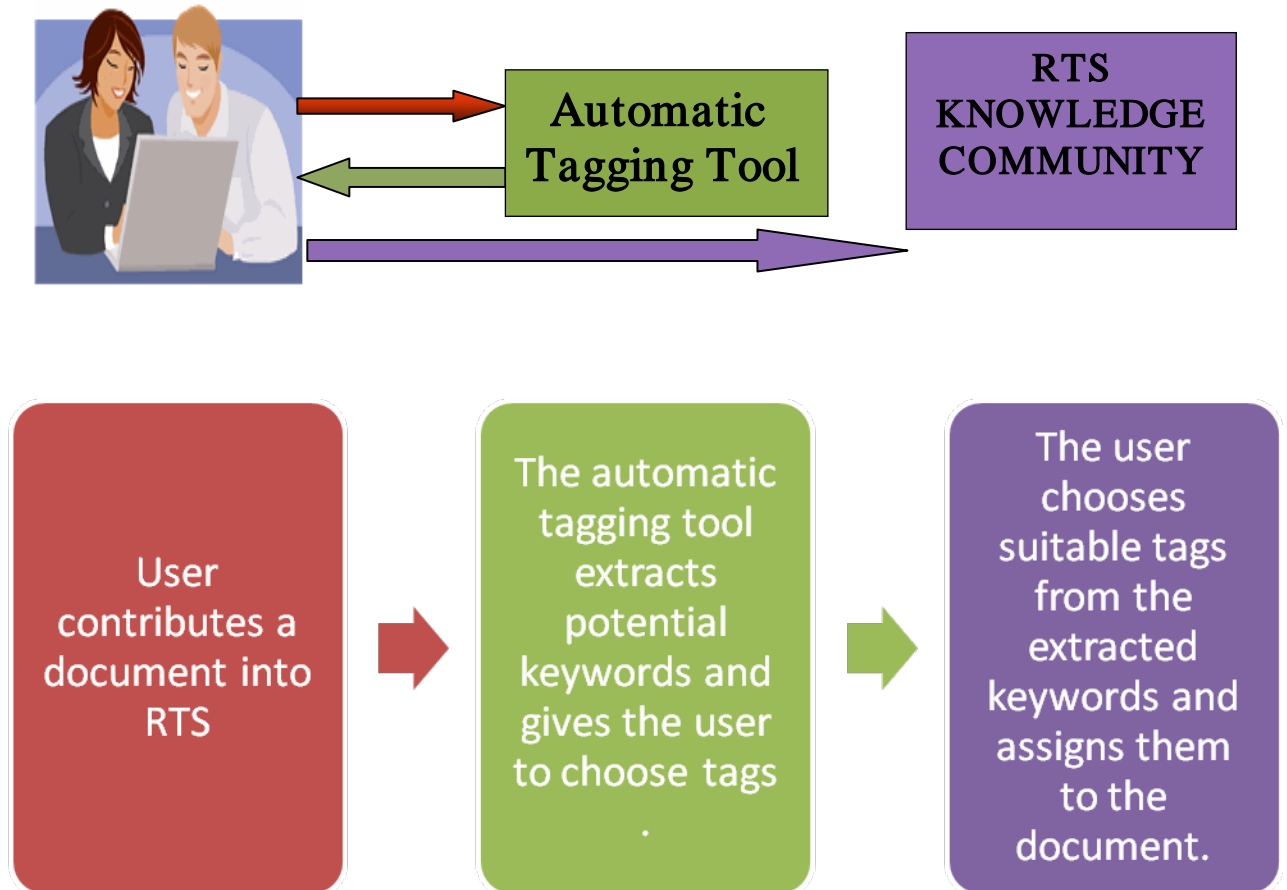 Automatic
Tagging Tool
RTS
KNOWLEDGE
COMMUNITY
User
contributes a
document into
RTS
The automatic
tagging tool
extracts
potential
keywords and
gives the user
to choose tags
.
The user
chooses
suitable tags
from the
extracted
keywords and
assigns them
to the
document.